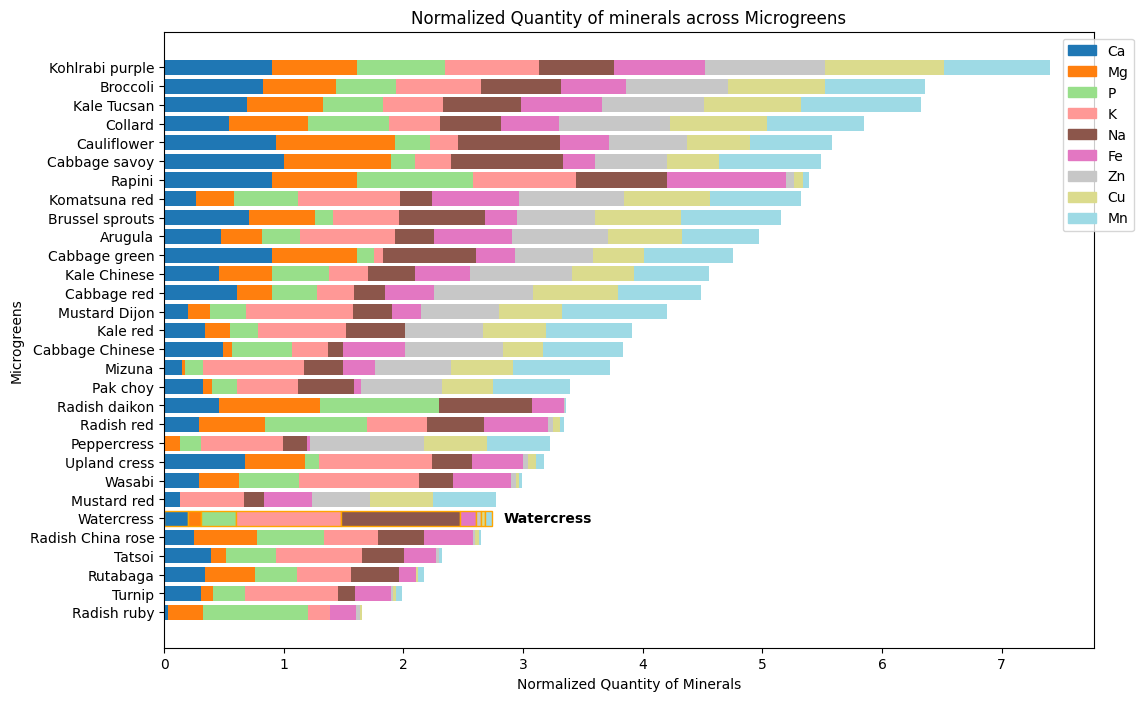 Normalized Quantity of minerals across Microgreens
Ca
Mg
P
K
Na
Fe
Zn
Cu
Mn
Microgreens
Kohlrabi purple
Broccoli
Kale Tucsan
Collard
Cauliflower
Cabbage savoy
Rapini
Komatsuna red
Brussel sprouts
Arugula
Cabbage green
Kale Chinese
Cabbage red
Mustard Dijon
Kale red
Cabbage Chinese
Mizuna
Pak choy
Radish daikon
Radish red
Peppercress
Upland cress
Wasabi
Mustard red
Watercress Watercress
Radish China rose
Tatsoi
Rutabaga
Turnip
Radish ruby
0 1 2 3 4 5 6 7
Normalized Quantity of Minerals